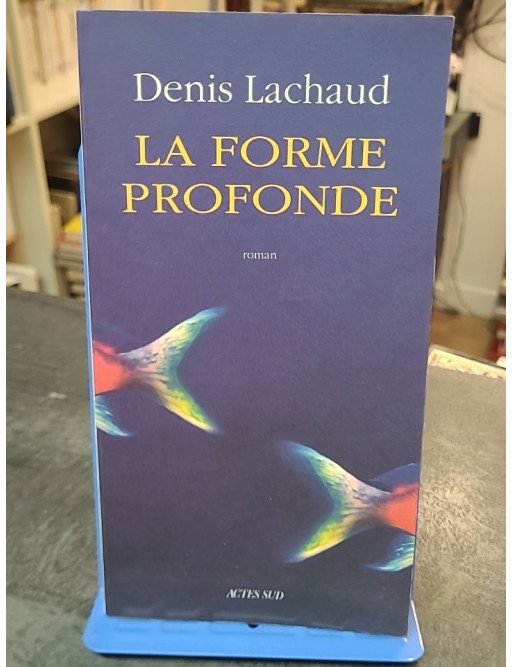 Denis Lachaud
LA FORME
PROFONDE
roman
ACTES SUD